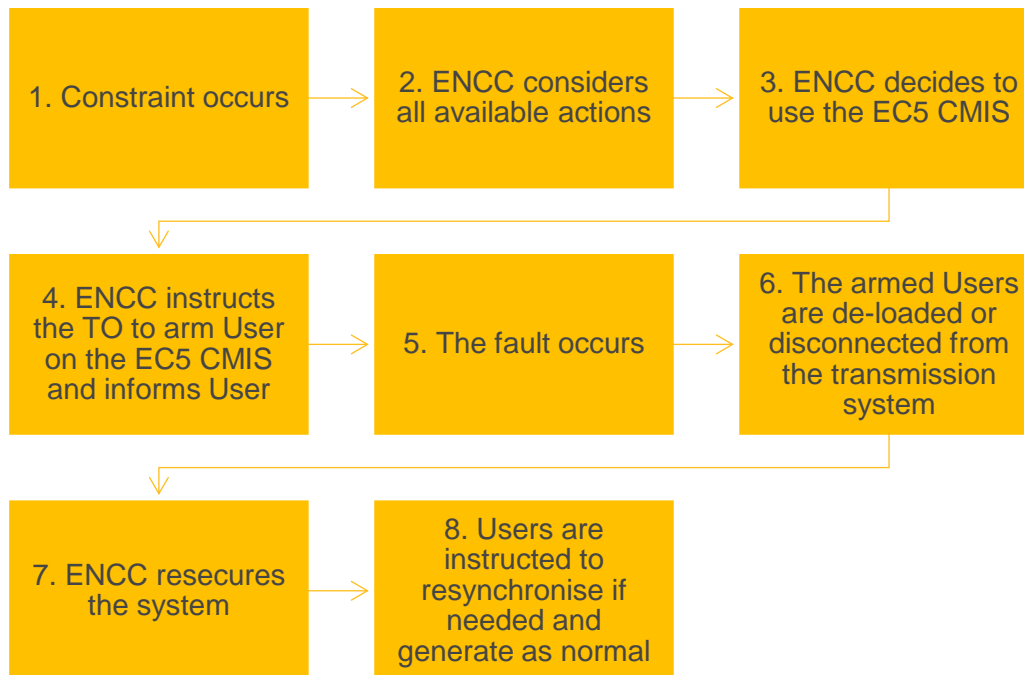 1. Constraint occurs
2. ENCC considers
all available actions
3. ENCC decides to
use the EC5 CMIS
4. ENCC instructs
the TO to arm User
on the EC5 CMIS
and informs User
5. The fault occurs
6. The armed Users
are de-loaded or
disconnected from
the transmission
system
7. ENCC resecures
the system
8. Users are
instructed to
resynchronise if
needed and
generate as normal